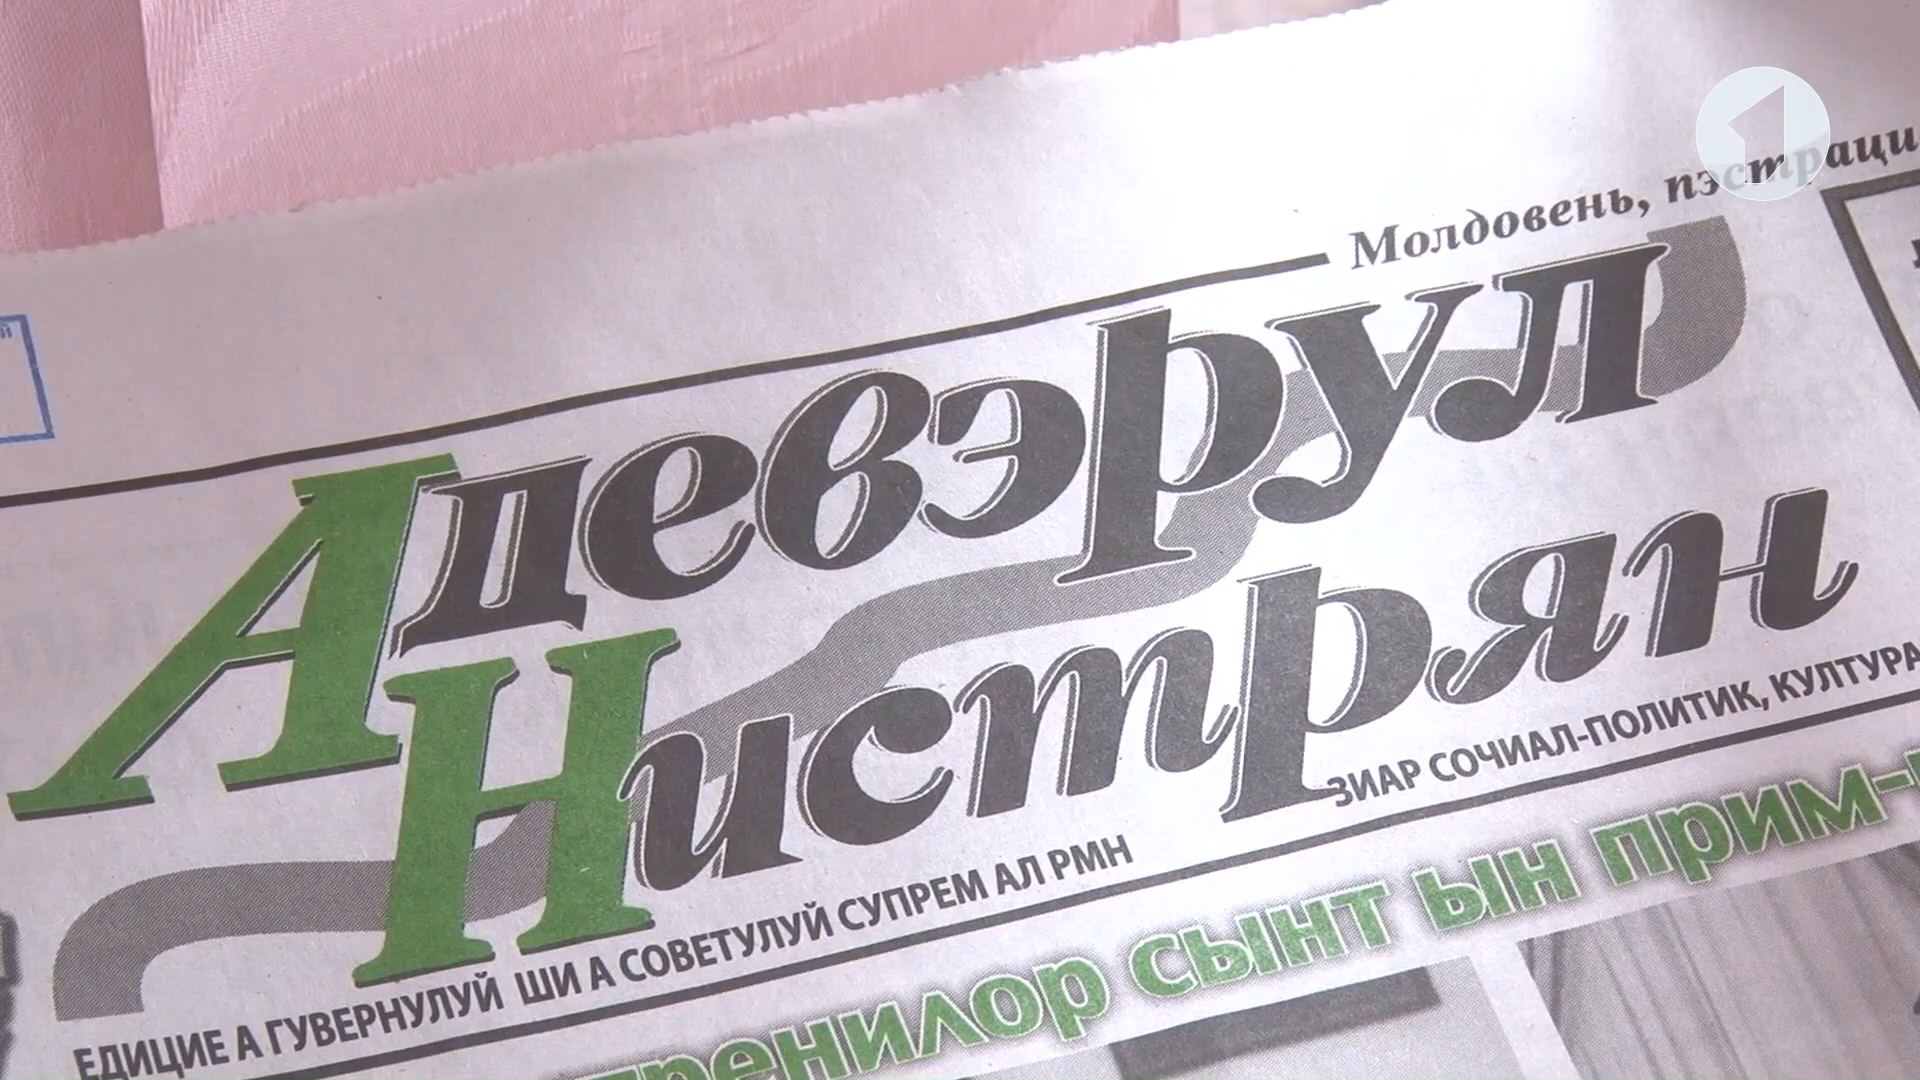 Молдовень, пэстраци
Адевэрул
Нистрян
ЗИАР СОЧИАЛ-ПОЛИТИК, КУЛТУРА
ЕДИЦИЕ А ГУВЕРНУЛУЙ ШИ А СОВЕТУЛУЙ СУПРЕМ АЛ РМН
сынт ын прим-